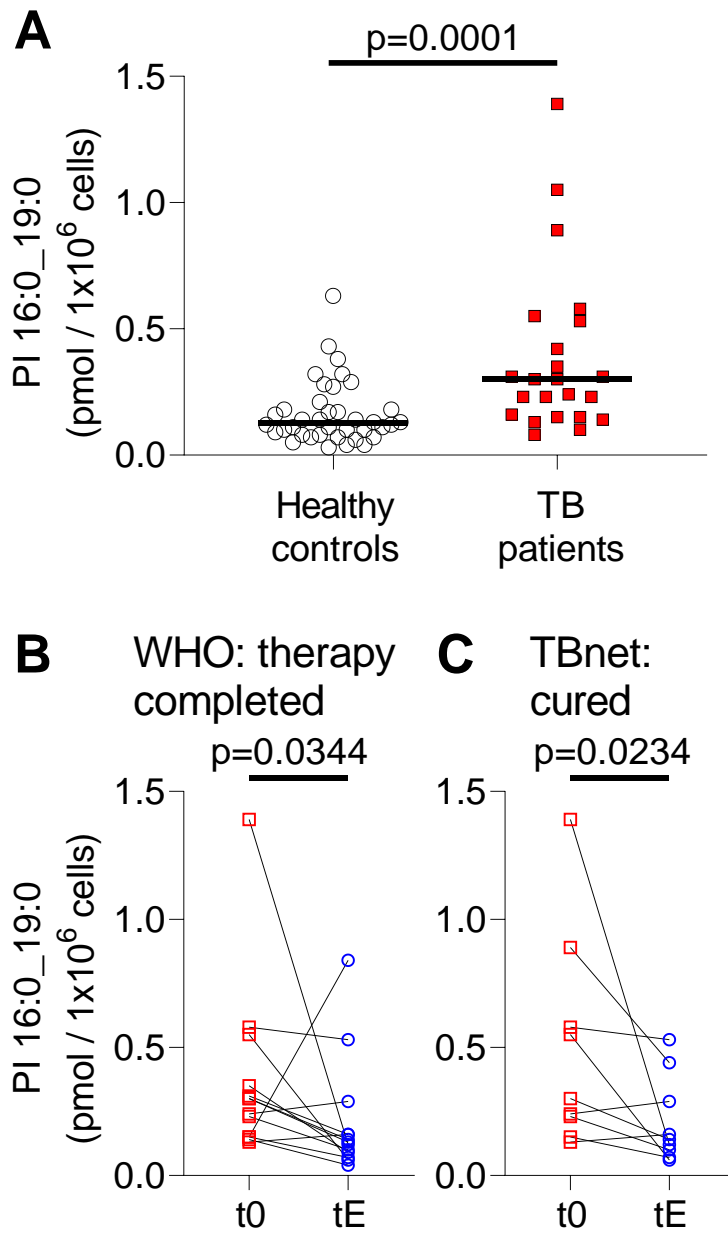 A
p=0.0001
PI 16:0_19:0
(pmol / 1x10⁶ cells)
1.5
1.0
0.5
0.0
Healthy
controls
TB
patients
B
WHO: therapy
completed
p=0.0344
PI 16:0_19:0
(pmol / 1x10⁶ cells)
1.5
1.0
0.5
0.0
t0
tE
C
TBnet:
cured
p=0.0234
1.5
1.0
0.5
0.0
t0
tE